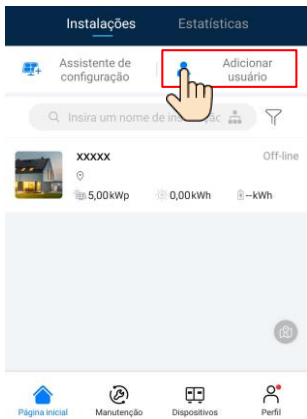 Instalações Estatísticas
Assistente de configuração
Adicionar usuário
Insira um nome de
XXXXX Off-line
5,00kWp 0,00kWh --kWh
Página inicial Manutenção Dispositivos Perfil